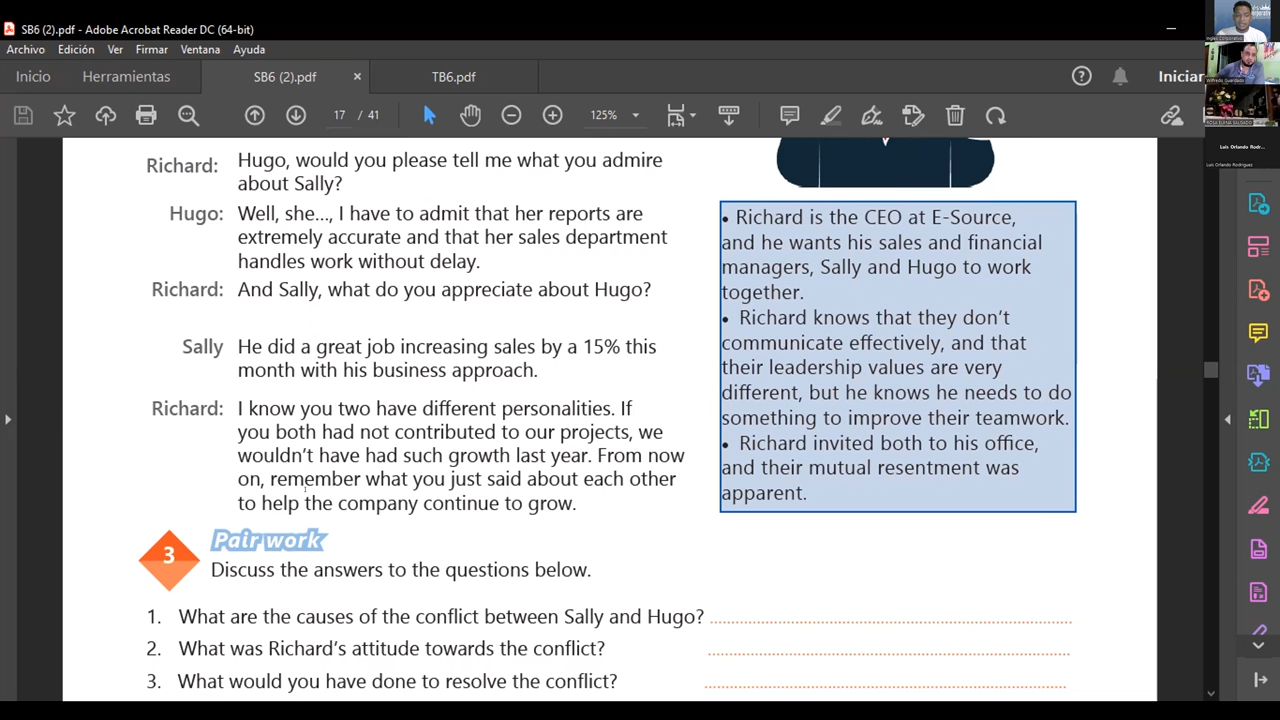 SB6 (2).pdf - Adobe Acrobat Reader DC (64-bit)
Archivo Edición Ver Firmar Ventana Ayuda
Inicio Herramientas SB6 (2).pdf × TB6.pdf Iniciar
17 / 41 125%
Richard: Hugo, would you please tell me what you admire
about Sally?
Hugo: Well, she..., I have to admit that her reports are
extremely accurate and that her sales department
handles work without delay.
Richard: And Sally, what do you appreciate about Hugo?
Sally He did a great job increasing sales by a 15% this
month with his business approach.
Richard: I know you two have different personalities. If
you both had not contributed to our projects, we
wouldn't have had such growth last year. From now
on, remember what you just said about each other
to help the company continue to grow.
• Richard is the CEO at E-Source,
and he wants his sales and financial
managers, Sally and Hugo to work
together.
• Richard knows that they don't
communicate effectively, and that
their leadership values are very
different, but he knows he needs to do
something to improve their teamwork.
• Richard invited both to his office,
and their mutual resentment was
apparent.
3 Pair work
Discuss the answers to the questions below.
1. What are the causes of the conflict between Sally and Hugo?
2. What was Richard's attitude towards the conflict?
3. What would you have done to resolve the conflict?
Wilfredo Guardado
Luis Orlando Rodr...
Luis Orlando Rodriguez